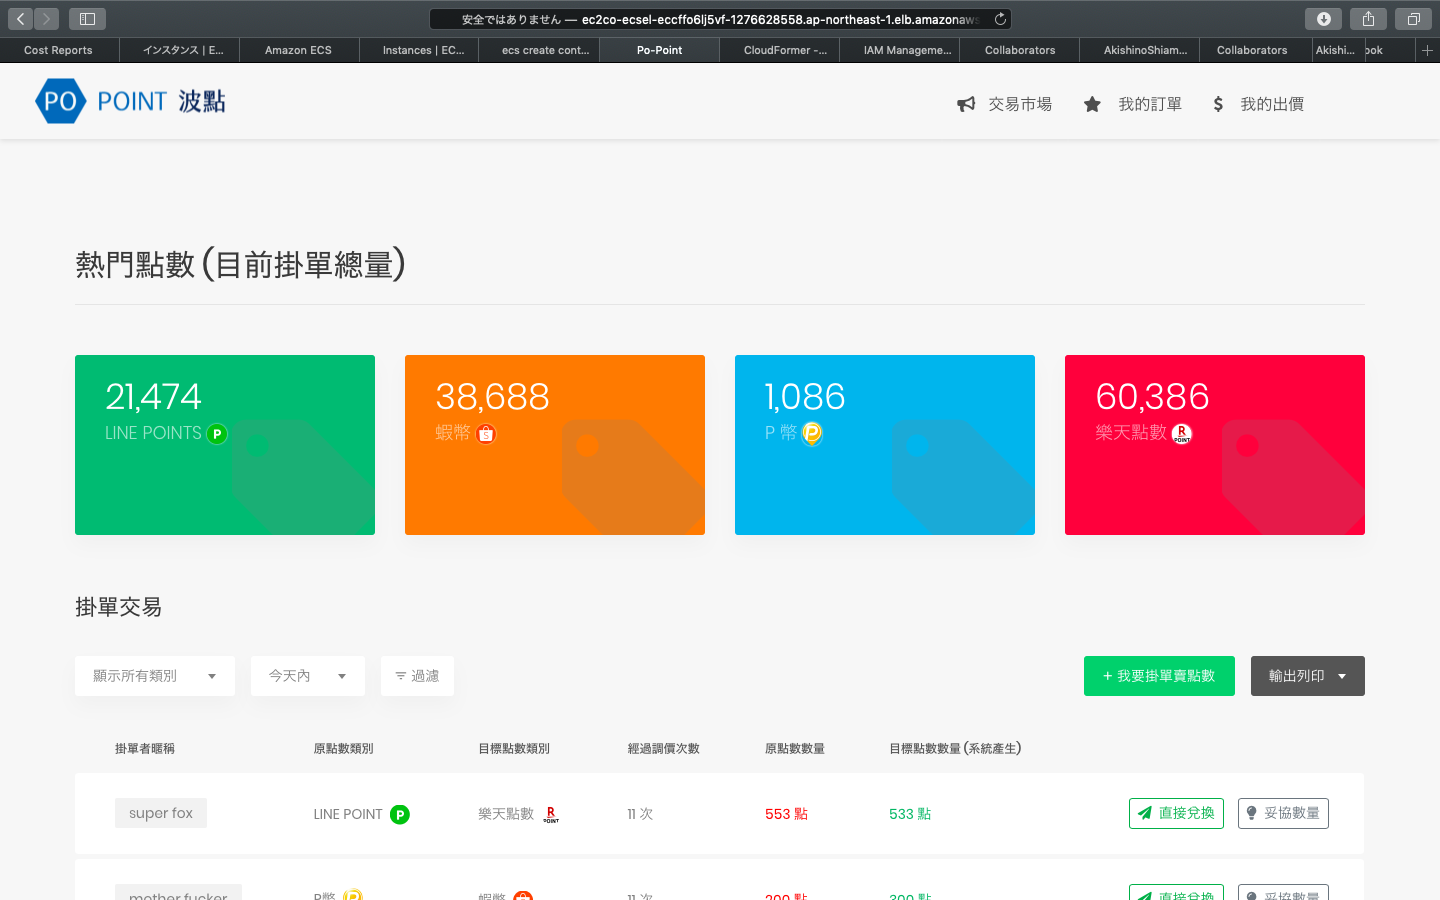 安全ではありません — ec2co-ecsel-eccffo6lj5vf-1276628558.ap-northeast-1.elb.amazonaws
Cost Reports
インスタンス | E...
Amazon ECS
Instances | EC...
ecs create cont...
Po-Point
CloudFormer -...
IAM Manageme...
Collaborators
AkishinoShiam...
Collaborators
Akishi...
ook
PO POINT 波點
交易市場
我的訂單
我的出價
熱門點數 (目前掛單總量)
21,474
LINE POINTS P
38,688
蝦幣 S
1,086
P 幣 P
60,386
樂天點數 R POINT
掛單交易
顯示所有類別
今天內
過濾
+ 我要掛單賣點數
輸出列印
掛單者暱稱 原點數類別 目標點數類別 經過調價次數 原點數數量 目標點數數量 (系統產生)
super fox LINE POINT P 樂天點數 R POINT 11 次 553 點 533 點 直接兌換 妥協數量
mother fucker P幣 P 蝦幣 11 次 200 點 300 點 直接兌換 妥協數量